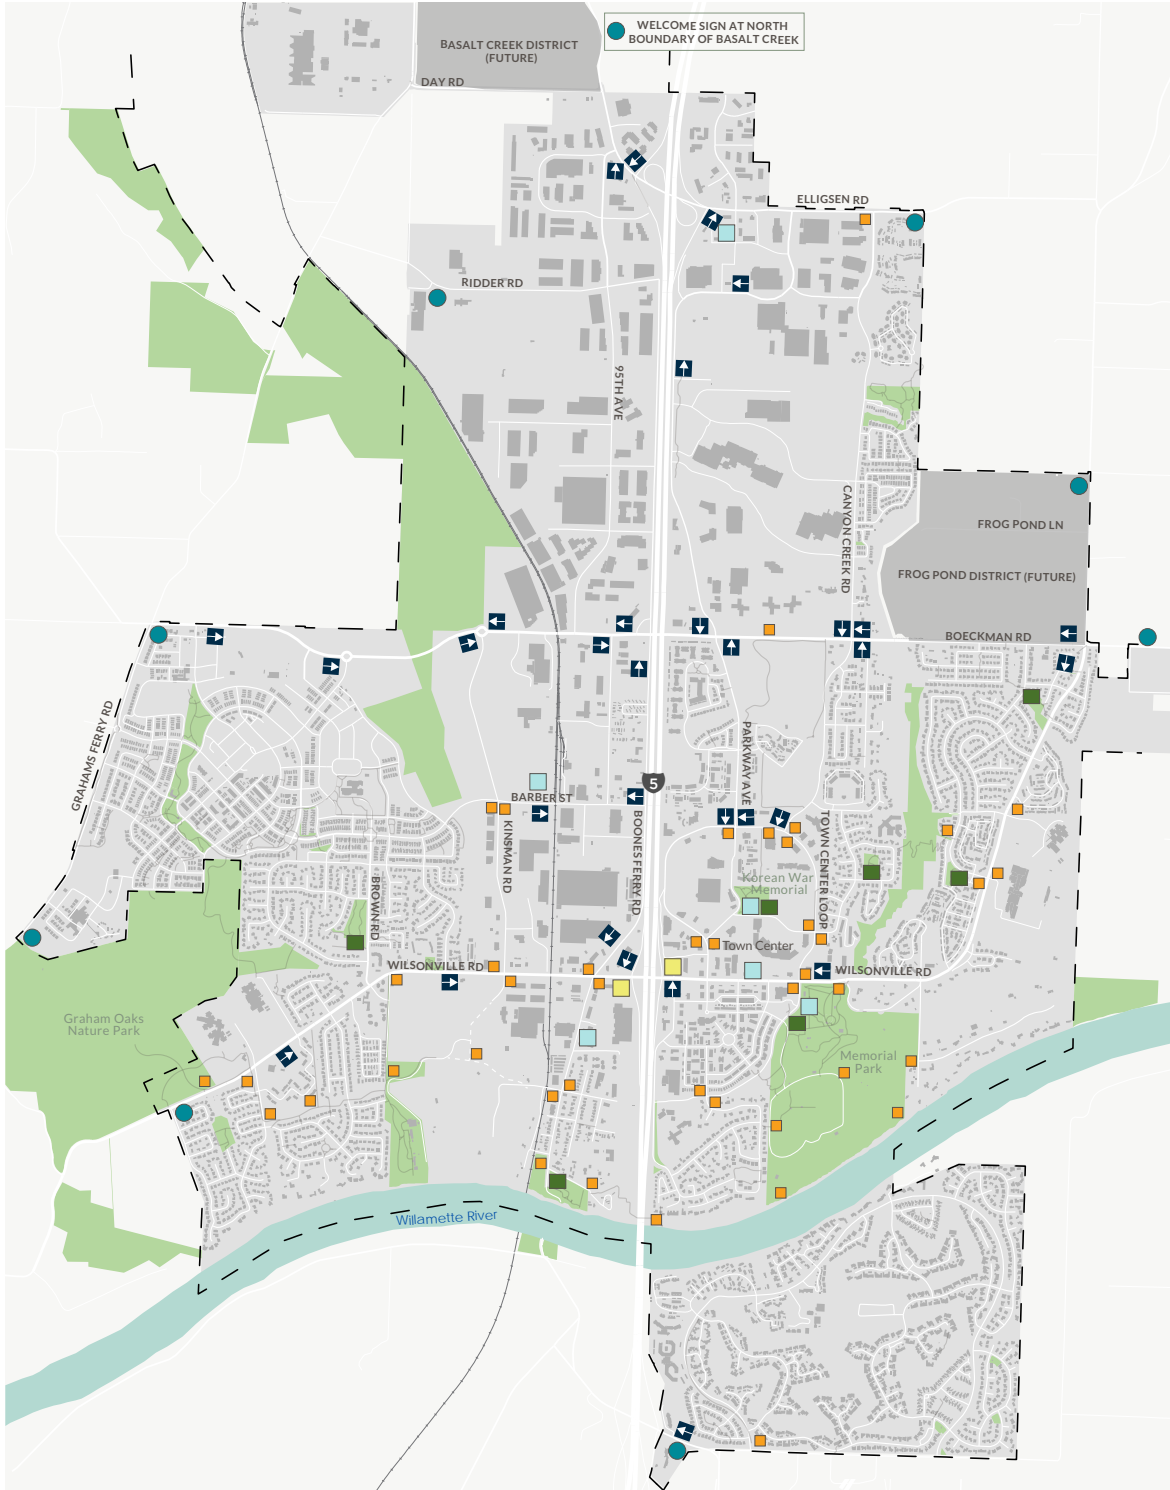 WELCOME SIGN AT NORTH
BOUNDARY OF BASALT CREEK
BASALT CREEK DISTRICT
(FUTURE)
DAY RD
ELLIGSEN RD
RIDDER RD
95TH AVE
CANYON CREEK RD
FROG POND LN
FROG POND DISTRICT (FUTURE)
BOECKMAN RD
GRAHAMS FERRY RD
PARKWAY AVE
5
BARBER ST
KINSMAN RD
BOONES FERRY RD
TOWN CENTER LOOP
BROWN RD
Korean War
Memorial
Town Center
WILSONVILLE RD
WILSONVILLE RD
Graham Oaks
Nature Park
Memorial
Park
Willamette River